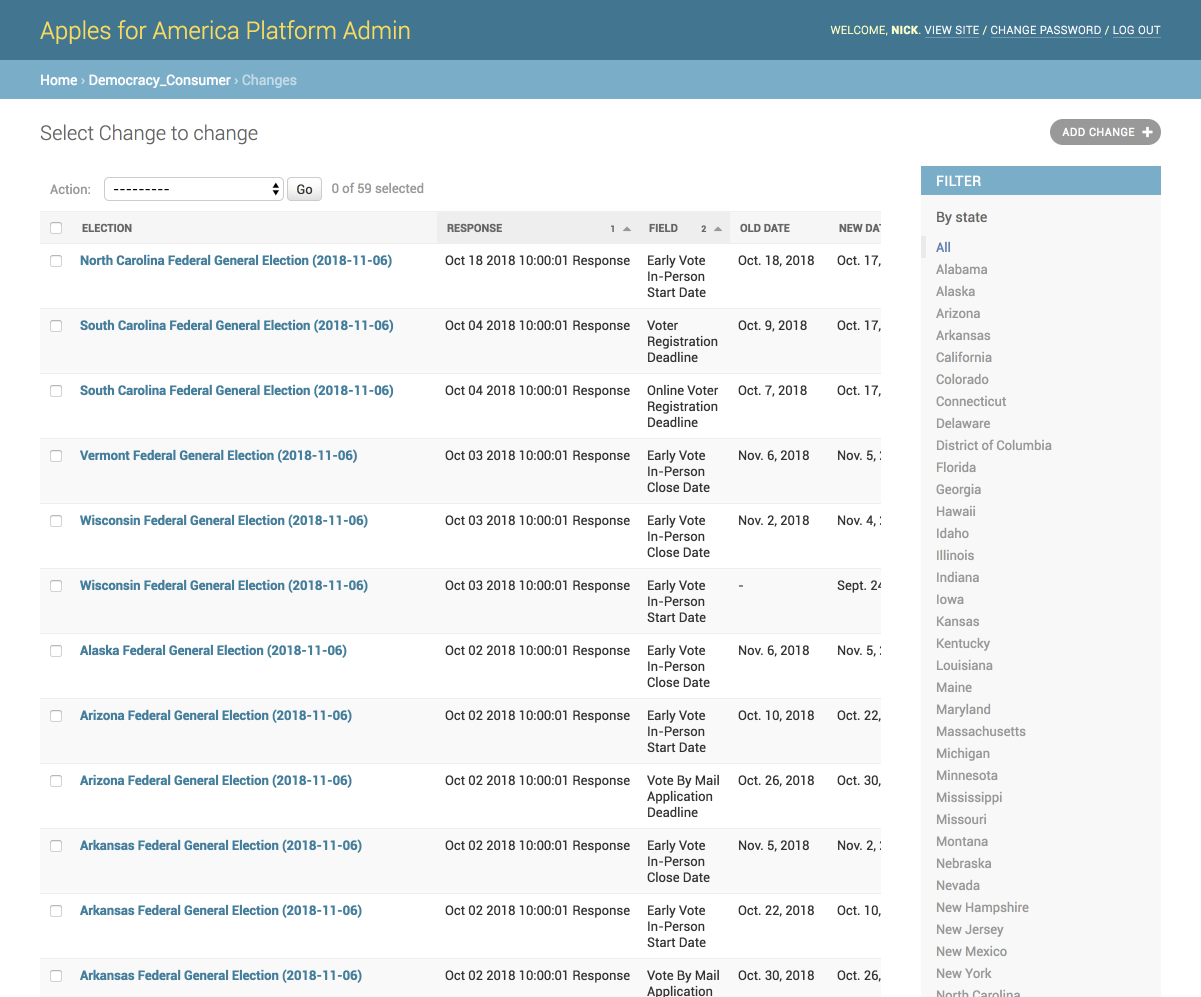 Apples for America Platform Admin
WELCOME, NICK. VIEW SITE / CHANGE PASSWORD / LOG OUT
Home › Democracy_Consumer › Changes
Select Change to change
ADD CHANGE +
Action: --------- Go 0 of 59 selected
ELECTION RESPONSE 1 FIELD 2 OLD DATE NEW DAT
North Carolina Federal General Election (2018-11-06) Oct 18 2018 10:00:01 Response Early Vote Oct. 18, 2018 Oct. 17,
In-Person
Start Date
South Carolina Federal General Election (2018-11-06) Oct 04 2018 10:00:01 Response Voter Oct. 9, 2018 Oct. 17,
Registration
Deadline
South Carolina Federal General Election (2018-11-06) Oct 04 2018 10:00:01 Response Online Voter Oct. 7, 2018 Oct. 17,
Registration
Deadline
Vermont Federal General Election (2018-11-06) Oct 03 2018 10:00:01 Response Early Vote Nov. 6, 2018 Nov. 5,
In-Person
Close Date
Wisconsin Federal General Election (2018-11-06) Oct 03 2018 10:00:01 Response Early Vote Nov. 2, 2018 Nov. 4,
In-Person
Close Date
Wisconsin Federal General Election (2018-11-06) Oct 03 2018 10:00:01 Response Early Vote - Sept. 24
In-Person
Start Date
Alaska Federal General Election (2018-11-06) Oct 02 2018 10:00:01 Response Early Vote Nov. 6, 2018 Nov. 5,
In-Person
Close Date
Arizona Federal General Election (2018-11-06) Oct 02 2018 10:00:01 Response Early Vote Oct. 10, 2018 Oct. 22,
In-Person
Start Date
Arizona Federal General Election (2018-11-06) Oct 02 2018 10:00:01 Response Vote By Mail Oct. 26, 2018 Oct. 30,
Application
Deadline
Arkansas Federal General Election (2018-11-06) Oct 02 2018 10:00:01 Response Early Vote Nov. 5, 2018 Nov. 2,
In-Person
Close Date
Arkansas Federal General Election (2018-11-06) Oct 02 2018 10:00:01 Response Early Vote Oct. 22, 2018 Oct. 10,
In-Person
Start Date
Arkansas Federal General Election (2018-11-06) Oct 02 2018 10:00:01 Response Vote By Mail Oct. 30, 2018 Oct. 26,
Application
FILTER
By state
All
Alabama
Alaska
Arizona
Arkansas
California
Colorado
Connecticut
Delaware
District of Columbia
Florida
Georgia
Hawaii
Idaho
Illinois
Indiana
Iowa
Kansas
Kentucky
Louisiana
Maine
Maryland
Massachusetts
Michigan
Minnesota
Mississippi
Missouri
Montana
Nebraska
Nevada
New Hampshire
New Jersey
New Mexico
New York
North Carolina